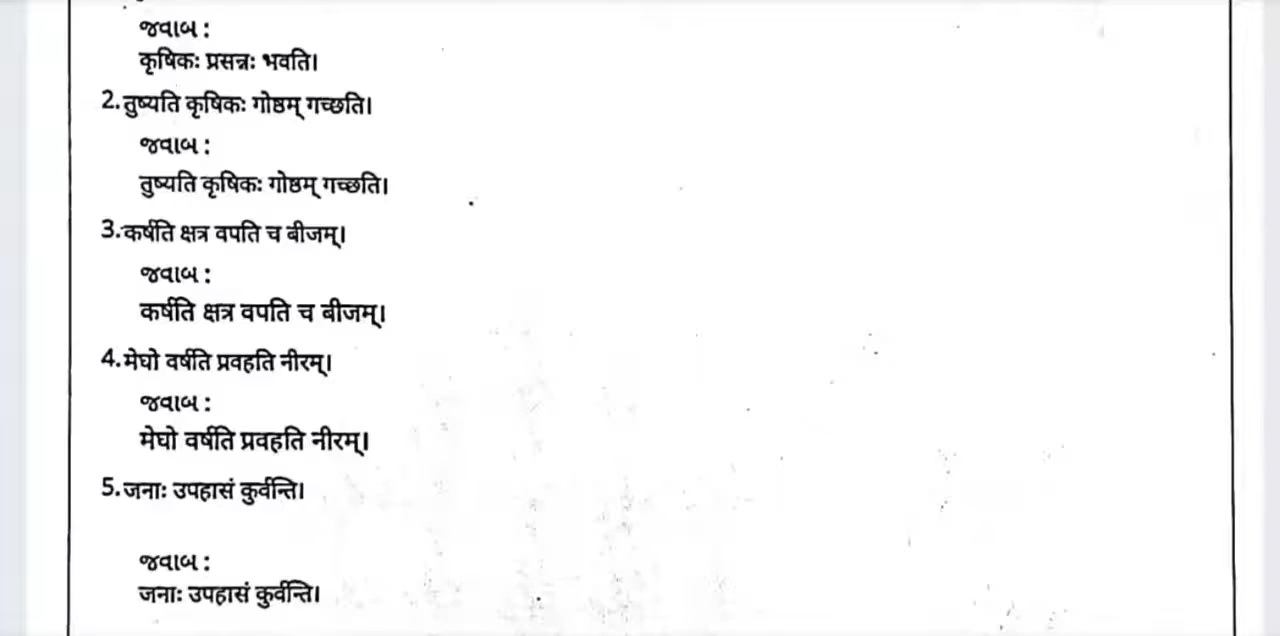 જવાબ :
कृषिकः प्रसन्नः भवति।
2. तुष्यति कृषिकः गोष्ठम् गच्छति।
જવાબ :
तुष्यति कृषिकः गोष्ठम् गच्छति।
3. कर्षति क्षत्र वपति च बीजम्।
જવાબ :
कर्षति क्षत्र वपति च बीजम्।
4. मेघो वर्षति प्रवहति नीरम्।
જવાબ :
मेघो वर्षति प्रवहति नीरम्।
5. जनाः उपहासं कुर्वन्ति।
જવાબ :
जनाः उपहासं कुर्वन्ति।